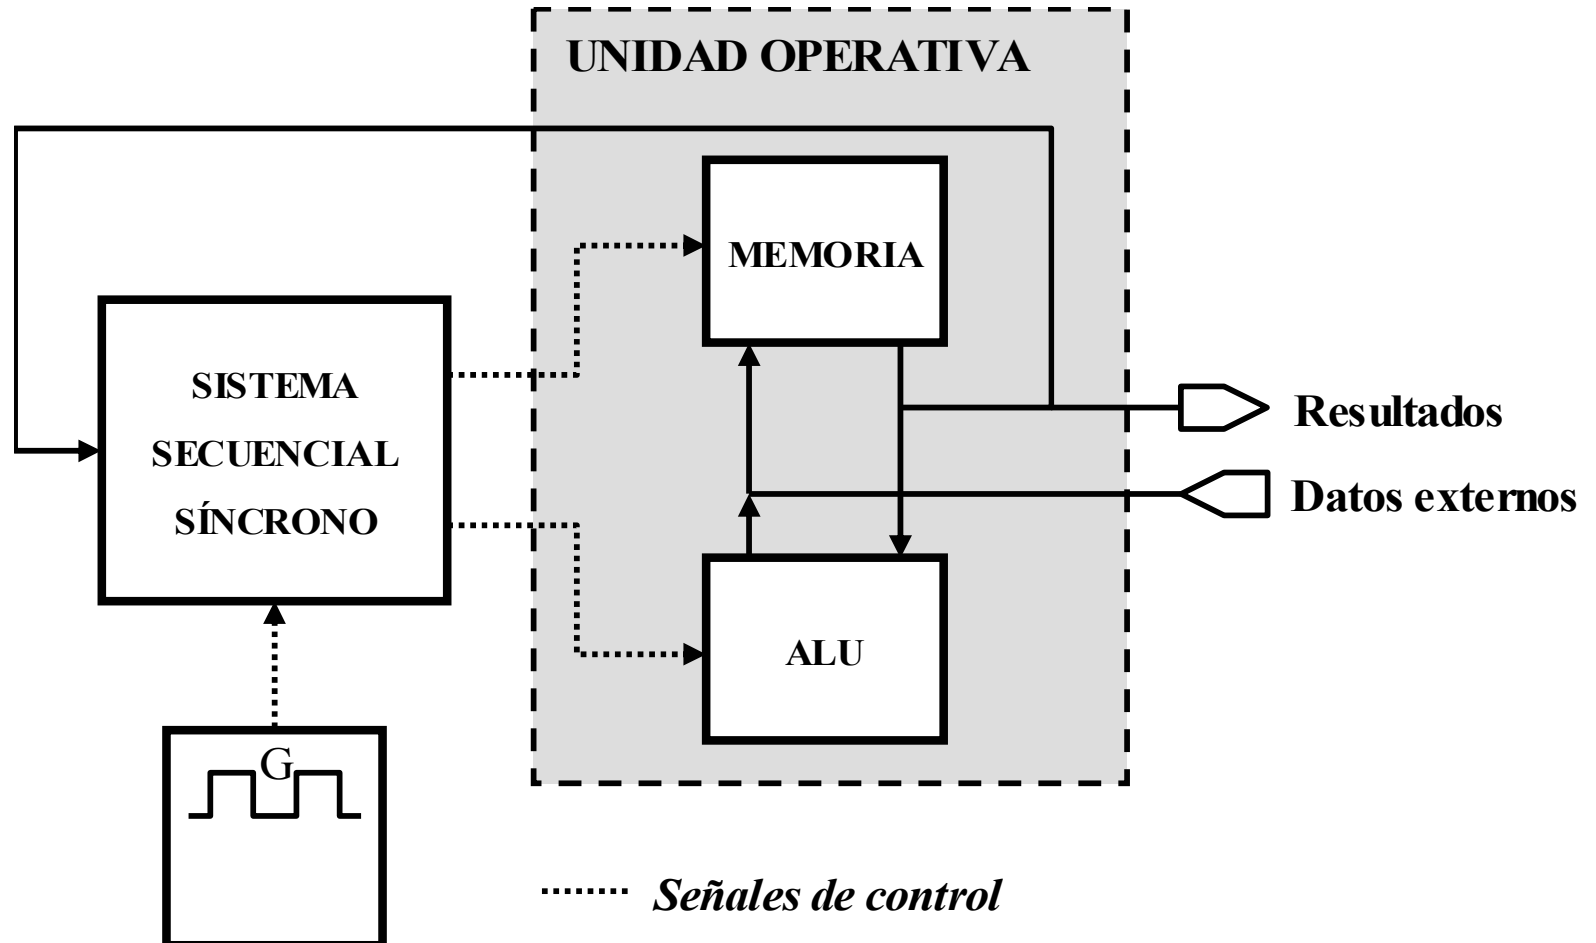 UNIDAD OPERATIVA
MEMORIA
SISTEMA
SECUENCIAL
SÍNCRONO
Resultados
Datos externos
ALU
G
Señales de control